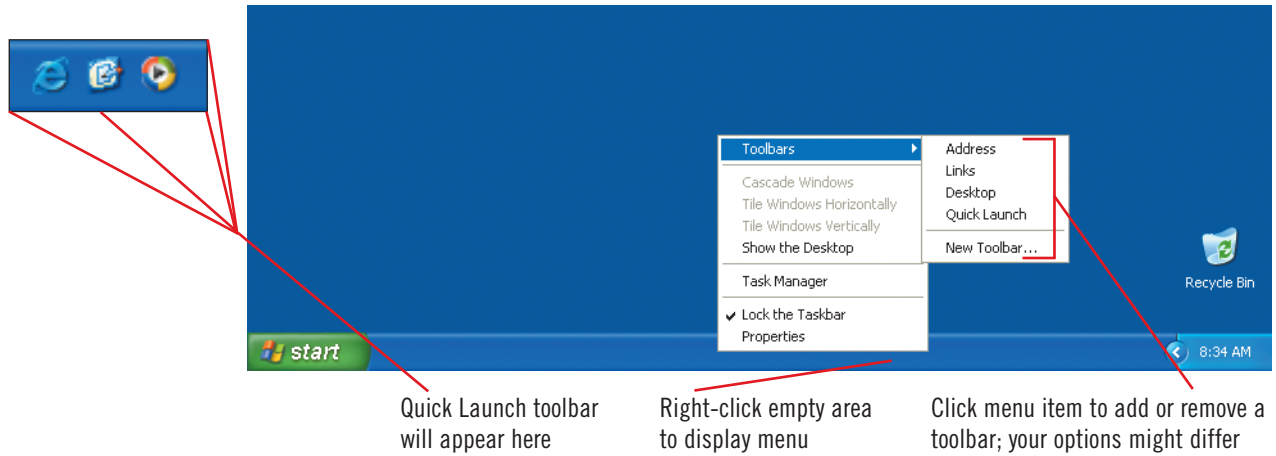 Toolbars
Cascade Windows
Tile Windows Horizontally
Tile Windows Vertically
Show the Desktop
Task Manager
Lock the Taskbar
Properties
Address
Links
Desktop
Quick Launch
New Toolbar...
Recycle Bin
start
8:34 AM
Quick Launch toolbar
will appear here
Right-click empty area
to display menu
Click menu item to add or remove a
toolbar; your options might differ